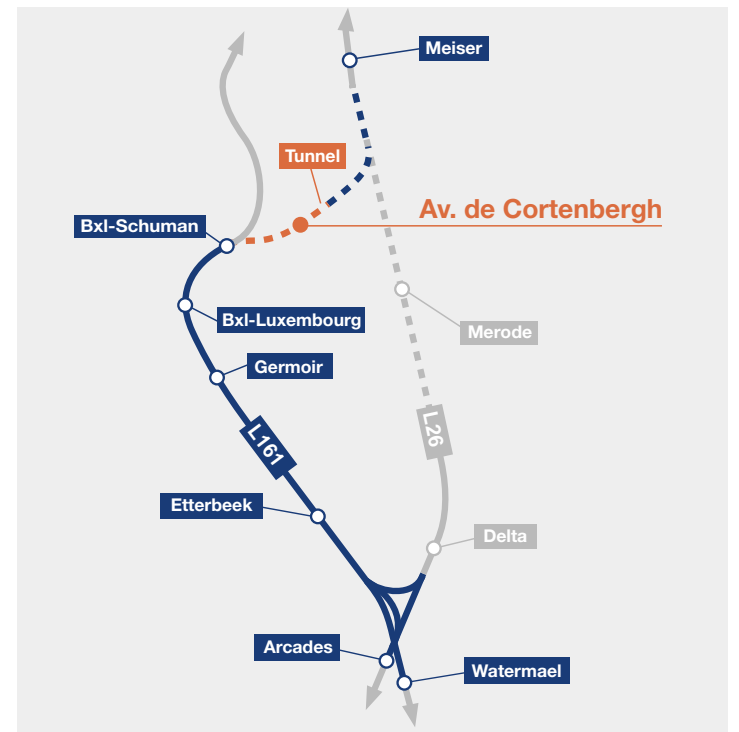 Meiser
Tunnel
Av. de Cortenbergh
Bxl-Schuman
Bxl-Luxembourg
Merode
Germoir
L26
L161
Etterbeek
Delta
Arcades
Watermael